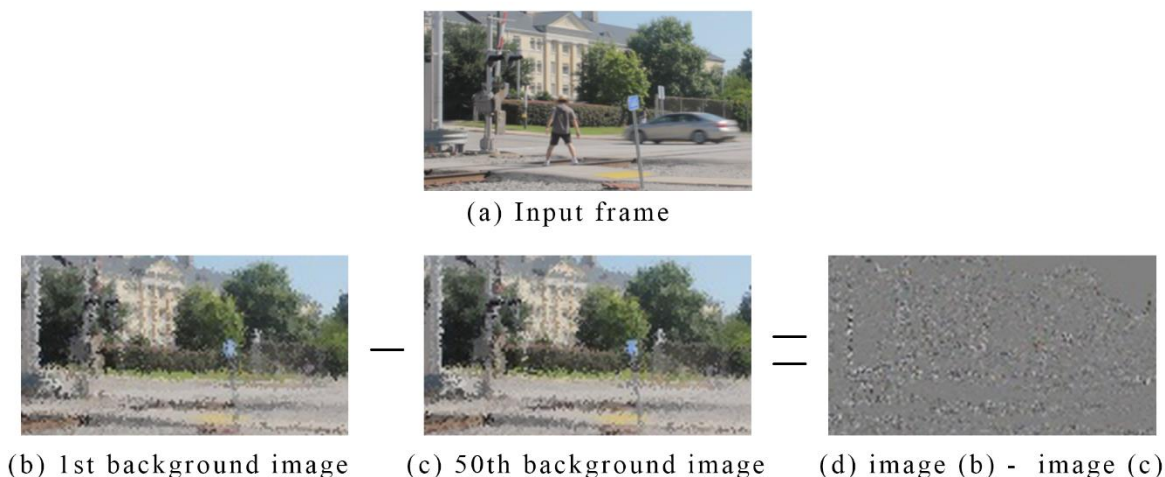 (a) Input frame
(b) 1st background image
(c) 50th background image
(d) image (b) - image (c)